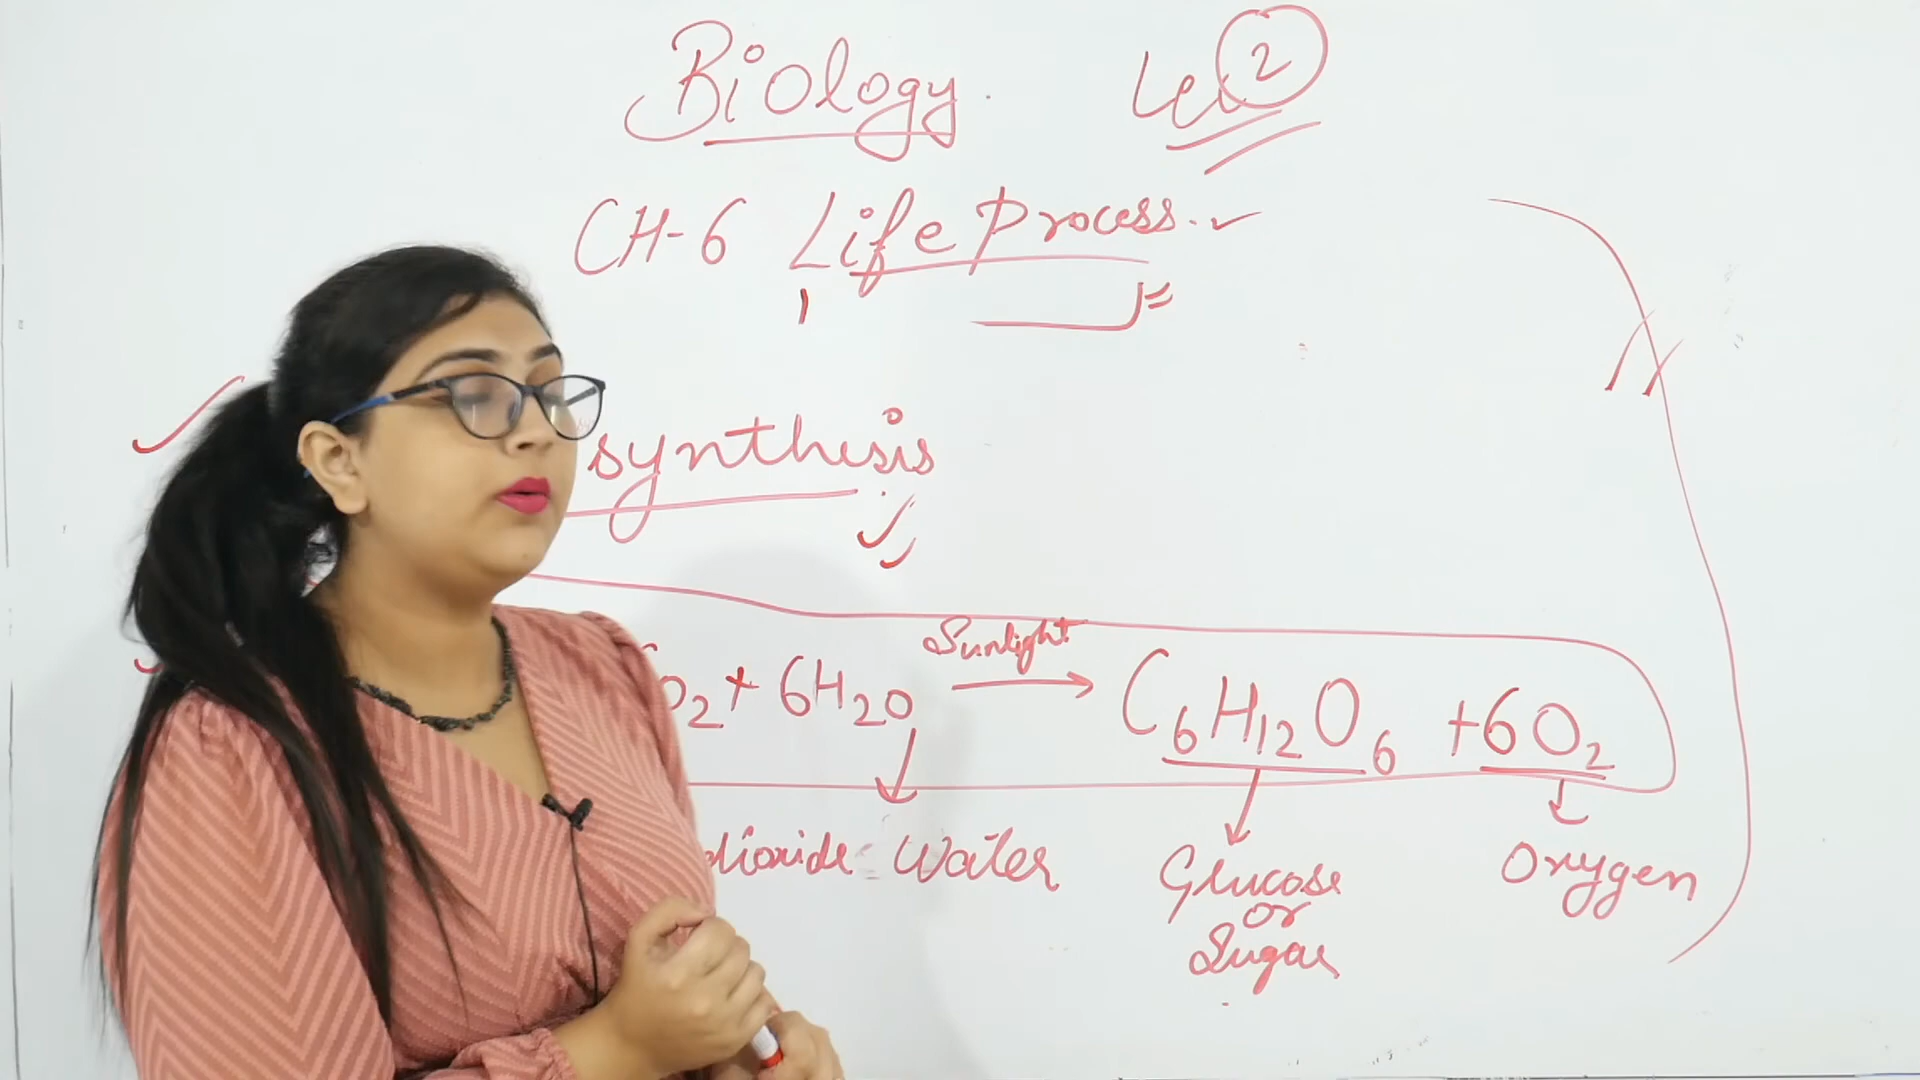 Biology. Lec 2
CH-6 Life Process.
synthesis
O2 + 6H2O Sunlight → C6H12O6 + 6O2
dioxide Water Glucose or Sugar Oxygen